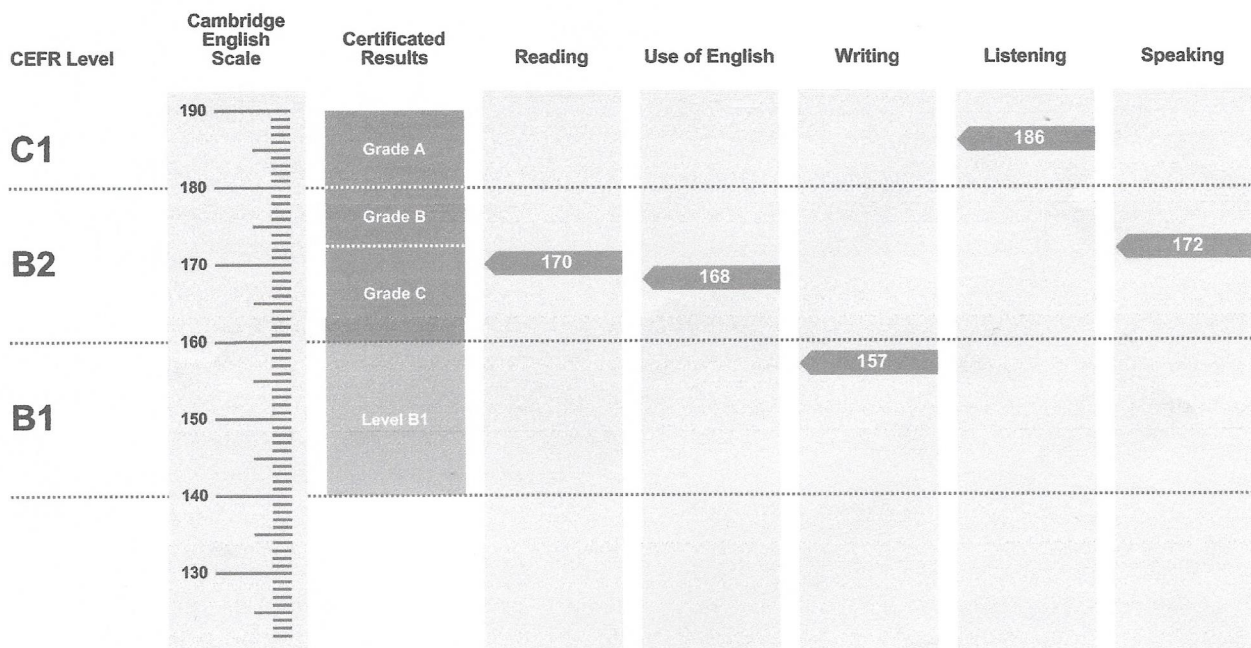 CEFR Level
Cambridge
English
Scale
Certificated
Results
Reading
Use of English
Writing
Listening
Speaking
190
C1
Grade A
186
180
Grade B
172
B2
170
170
168
Grade C
160
157
B1
150
Level B1
140
130